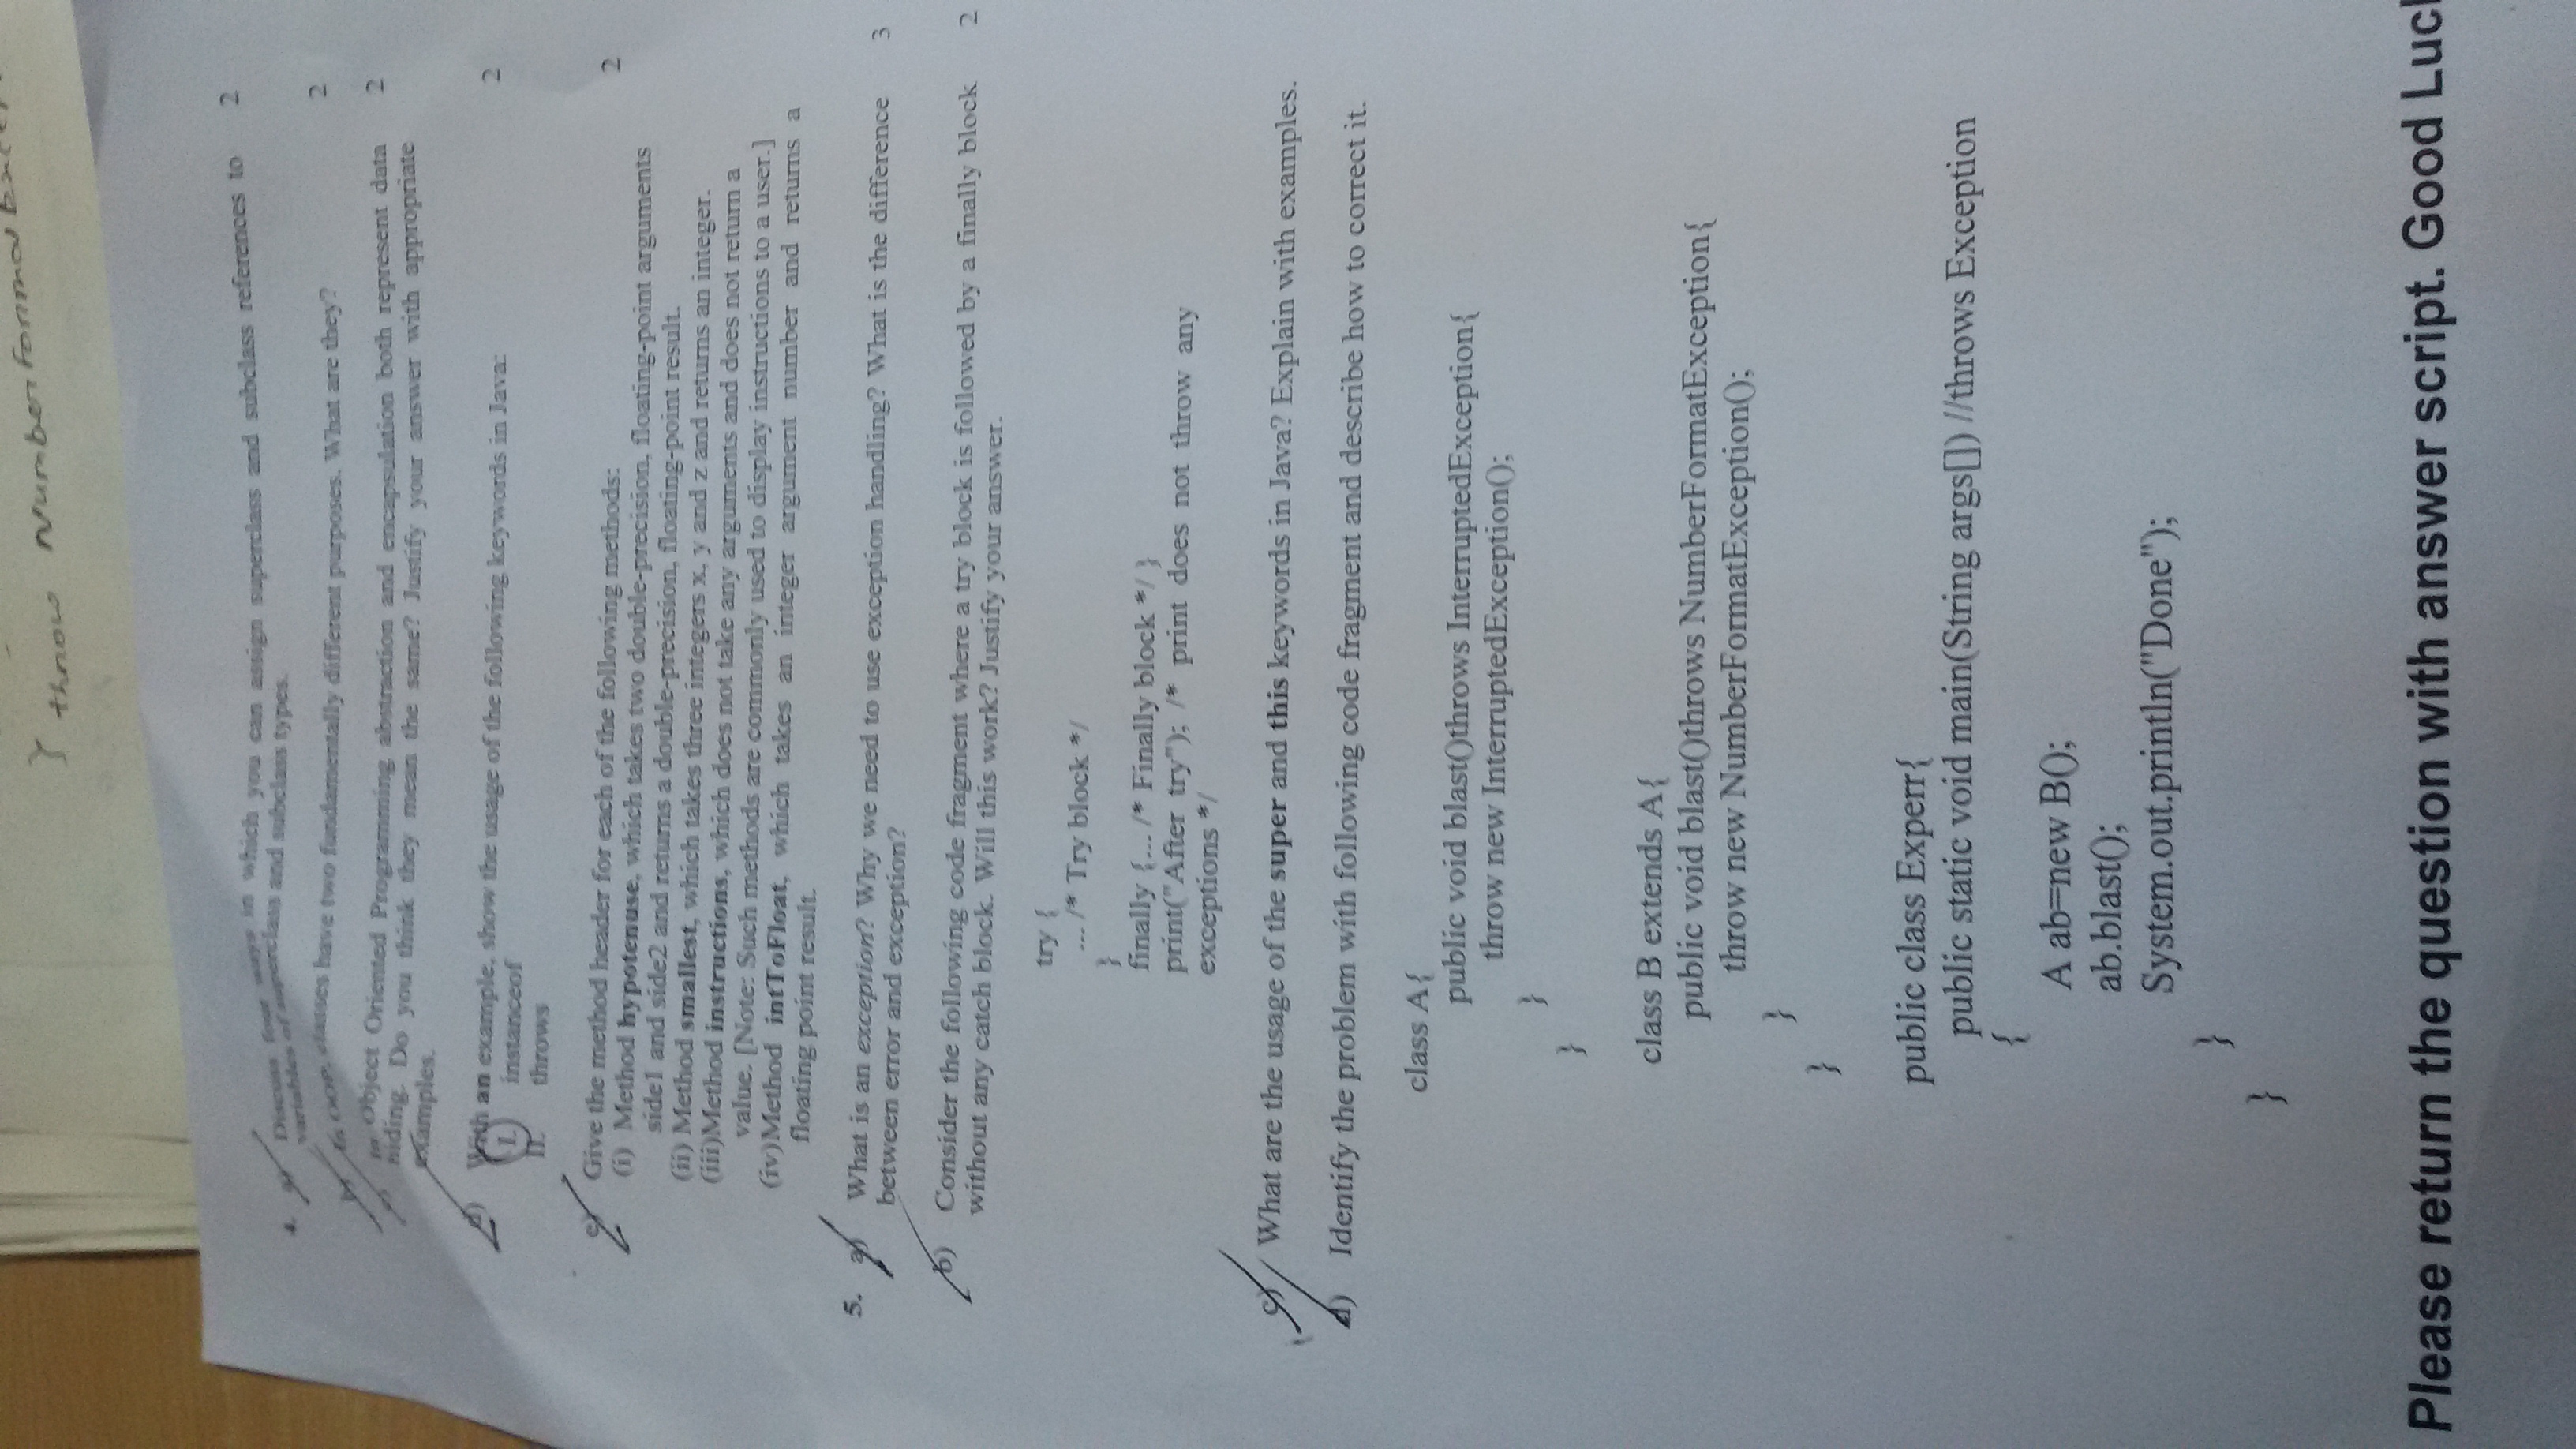 } throw NumberFormat
4. a) Discuss four ways in which you can assign superclass and subclass references to 2
variables of superclass and subclass types.
b) In OOP, classes have two fundamentally different purposes. What are they? 2
In Object Oriented Programming abstraction and encapsulation both represent data 2
hiding. Do you think they mean the same? Justify your answer with appropriate
examples.
d) With an example, show the usage of the following keywords in Java: 2
I. instanceof
II. throws
e) Give the method header for each of the following methods: 2
(i) Method hypotenuse, which takes two double-precision, floating-point arguments
side1 and side2 and returns a double-precision, floating-point result.
(ii) Method smallest, which takes three integers x, y and z and returns an integer.
(iii)Method instructions, which does not take any arguments and does not return a
value. [Note: Such methods are commonly used to display instructions to a user.]
(iv)Method intToFloat, which takes an integer argument number and returns a
floating point result.
5. a) What is an exception? Why we need to use exception handling? What is the difference 3
between error and exception?
b) Consider the following code fragment where a try block is followed by a finally block 2
without any catch block. Will this work? Justify your answer.
try {
... /* Try block */
}
finally {... /* Finally block */ }
print("After try"); /* print does not throw any
exceptions */
c) What are the usage of the super and this keywords in Java? Explain with examples.
d) Identify the problem with following code fragment and describe how to correct it.
class A{
public void blast()throws InterruptedException{
throw new InterruptedException();
}
}
class B extends A{
public void blast()throws NumberFormatException{
throw new NumberFormatException();
}
}
public class Experr{
public static void main(String args[]) //throws Exception
{
A ab=new B();
ab.blast();
System.out.println("Done");
}
}
Please return the question with answer script. Good Luck